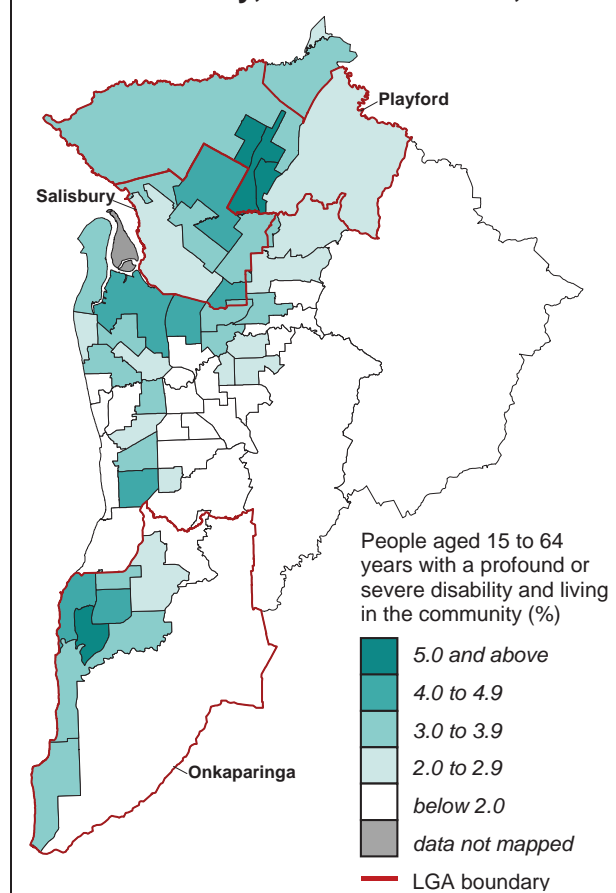 Playford
Salisbury
People aged 15 to 64
years with a profound or
severe disability and living
in the community (%)
5.0 and above
4.0 to 4.9
3.0 to 3.9
2.0 to 2.9
below 2.0
data not mapped
LGA boundary
Onkaparinga